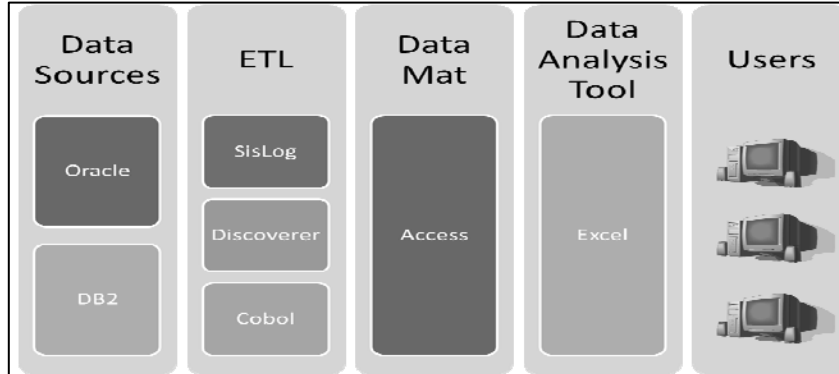 Data
Sources
Oracle
DB2
ETL
SisLog
Discoverer
Cobol
Data
Mat
Access
Data
Analysis
Tool
Excel
Users